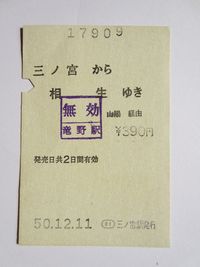 17909
三ノ宮 から
相 生 ゆき
無効
山陽 経由
竜野駅
¥390円
発売日共2日間有効
50.12.11
三ノ宮駅発行